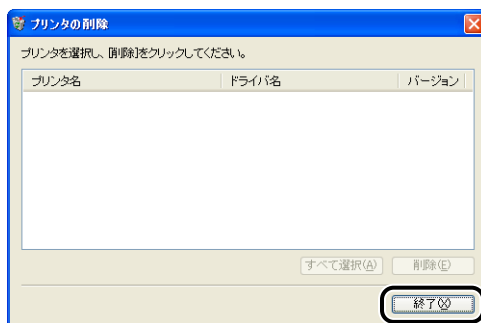 プリンタの削除
プリンタを選択し、[削除]をクリックしてください。
プリンタ名 ドライバ名 バージョン
すべて選択(A) 削除(E)
終了(X)